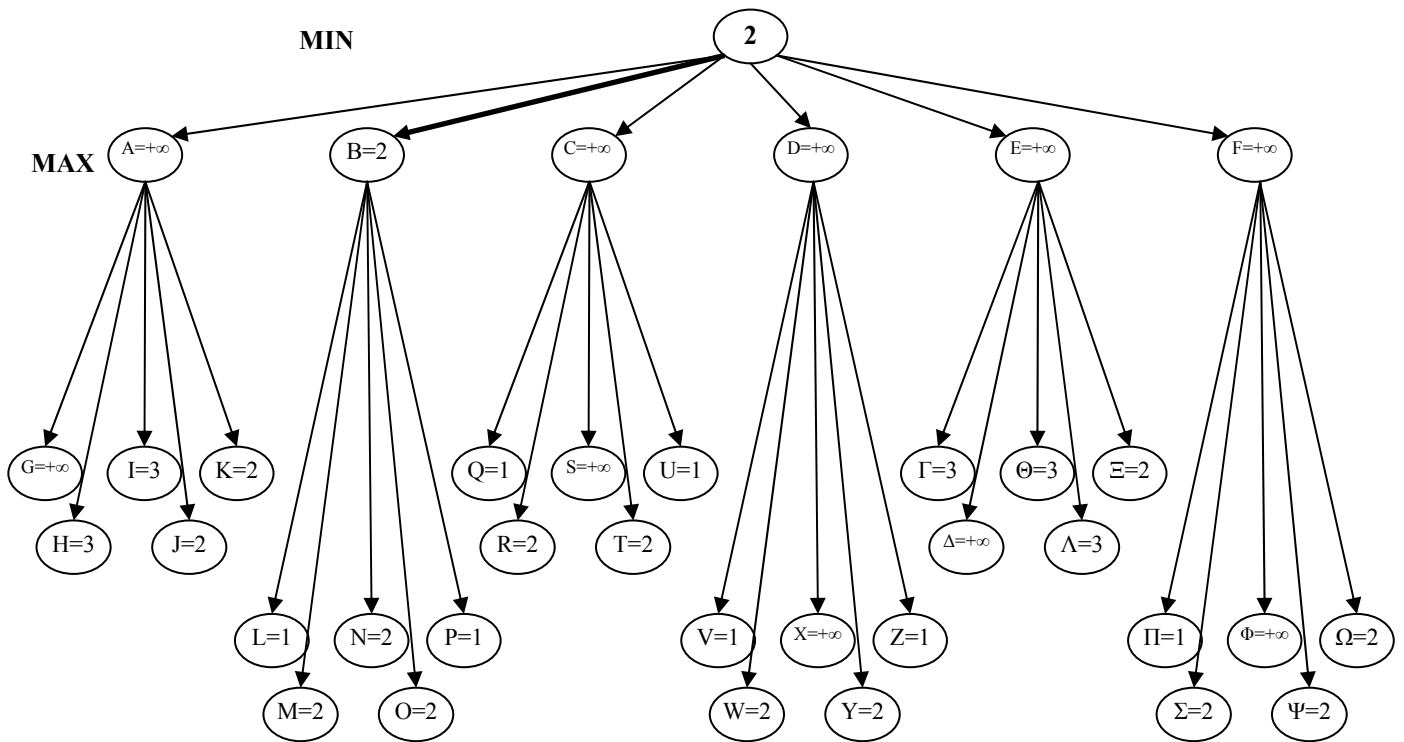 MIN
2
MAX
A=+∞
B=2
C=+∞
D=+∞
E=+∞
F=+∞
G=+∞
I=3
K=2
Q=1
S=+∞
U=1
Γ=3
Θ=3
Ξ=2
H=3
J=2
R=2
T=2
Δ=+∞
Λ=3
L=1
N=2
P=1
V=1
X=+∞
Z=1
Π=1
Φ=+∞
Ω=2
M=2
O=2
W=2
Y=2
Σ=2
Ψ=2